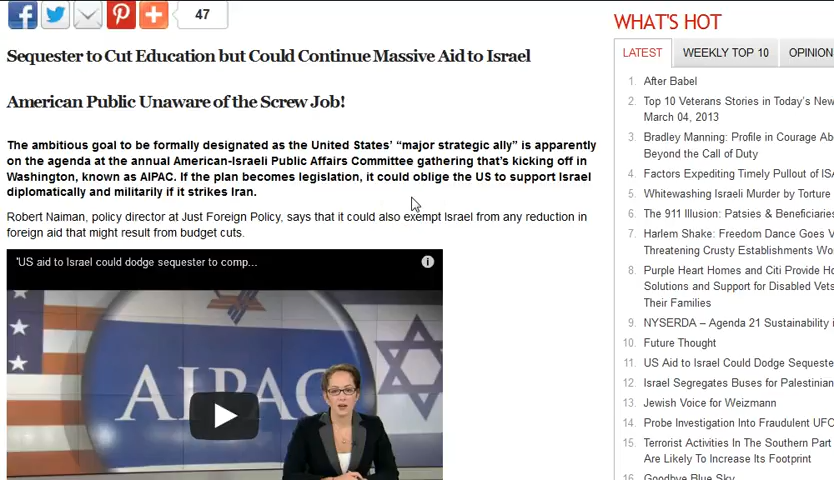 47
Sequester to Cut Education but Could Continue Massive Aid to Israel
American Public Unaware of the Screw Job!
The ambitious goal to be formally designated as the United States' “major strategic ally” is apparently
on the agenda at the annual American-Israeli Public Affairs Committee gathering that's kicking off in
Washington, known as AIPAC. If the plan becomes legislation, it could oblige the US to support Israel
diplomatically and militarily if it strikes Iran.
Robert Naiman, policy director at Just Foreign Policy, says that it could also exempt Israel from any reduction in
foreign aid that might result from budget cuts.
'US aid to Israel could dodge sequester to comp...
AIPAC
WHAT'S HOT
LATEST WEEKLY TOP 10 OPINION
1. After Babel
2. Top 10 Veterans Stories in Today's New
March 04, 2013
3. Bradley Manning: Profile in Courage Ab
Beyond the Call of Duty
4. Factors Expediting Timely Pullout of ISA
5. Whitewashing Israeli Murder by Torture
6. The 911 Illusion: Patsies & Beneficiaries
7. Harlem Shake: Freedom Dance Goes V
Threatening Crusty Establishments Wo
8. Purple Heart Homes and Citi Provide Ho
Solutions and Support for Disabled Vets
Their Families
9. NYSERDA – Agenda 21 Sustainability i
10. Future Thought
11. US Aid to Israel Could Dodge Sequeste
12. Israel Segregates Buses for Palestinian
13. Jewish Voice for Weizmann
14. Probe Investigation Into Fraudulent UFO
15. Terrorist Activities In The Southern Part
Are Likely To Increase Its Footprint
16. Goodbye Blue Sky